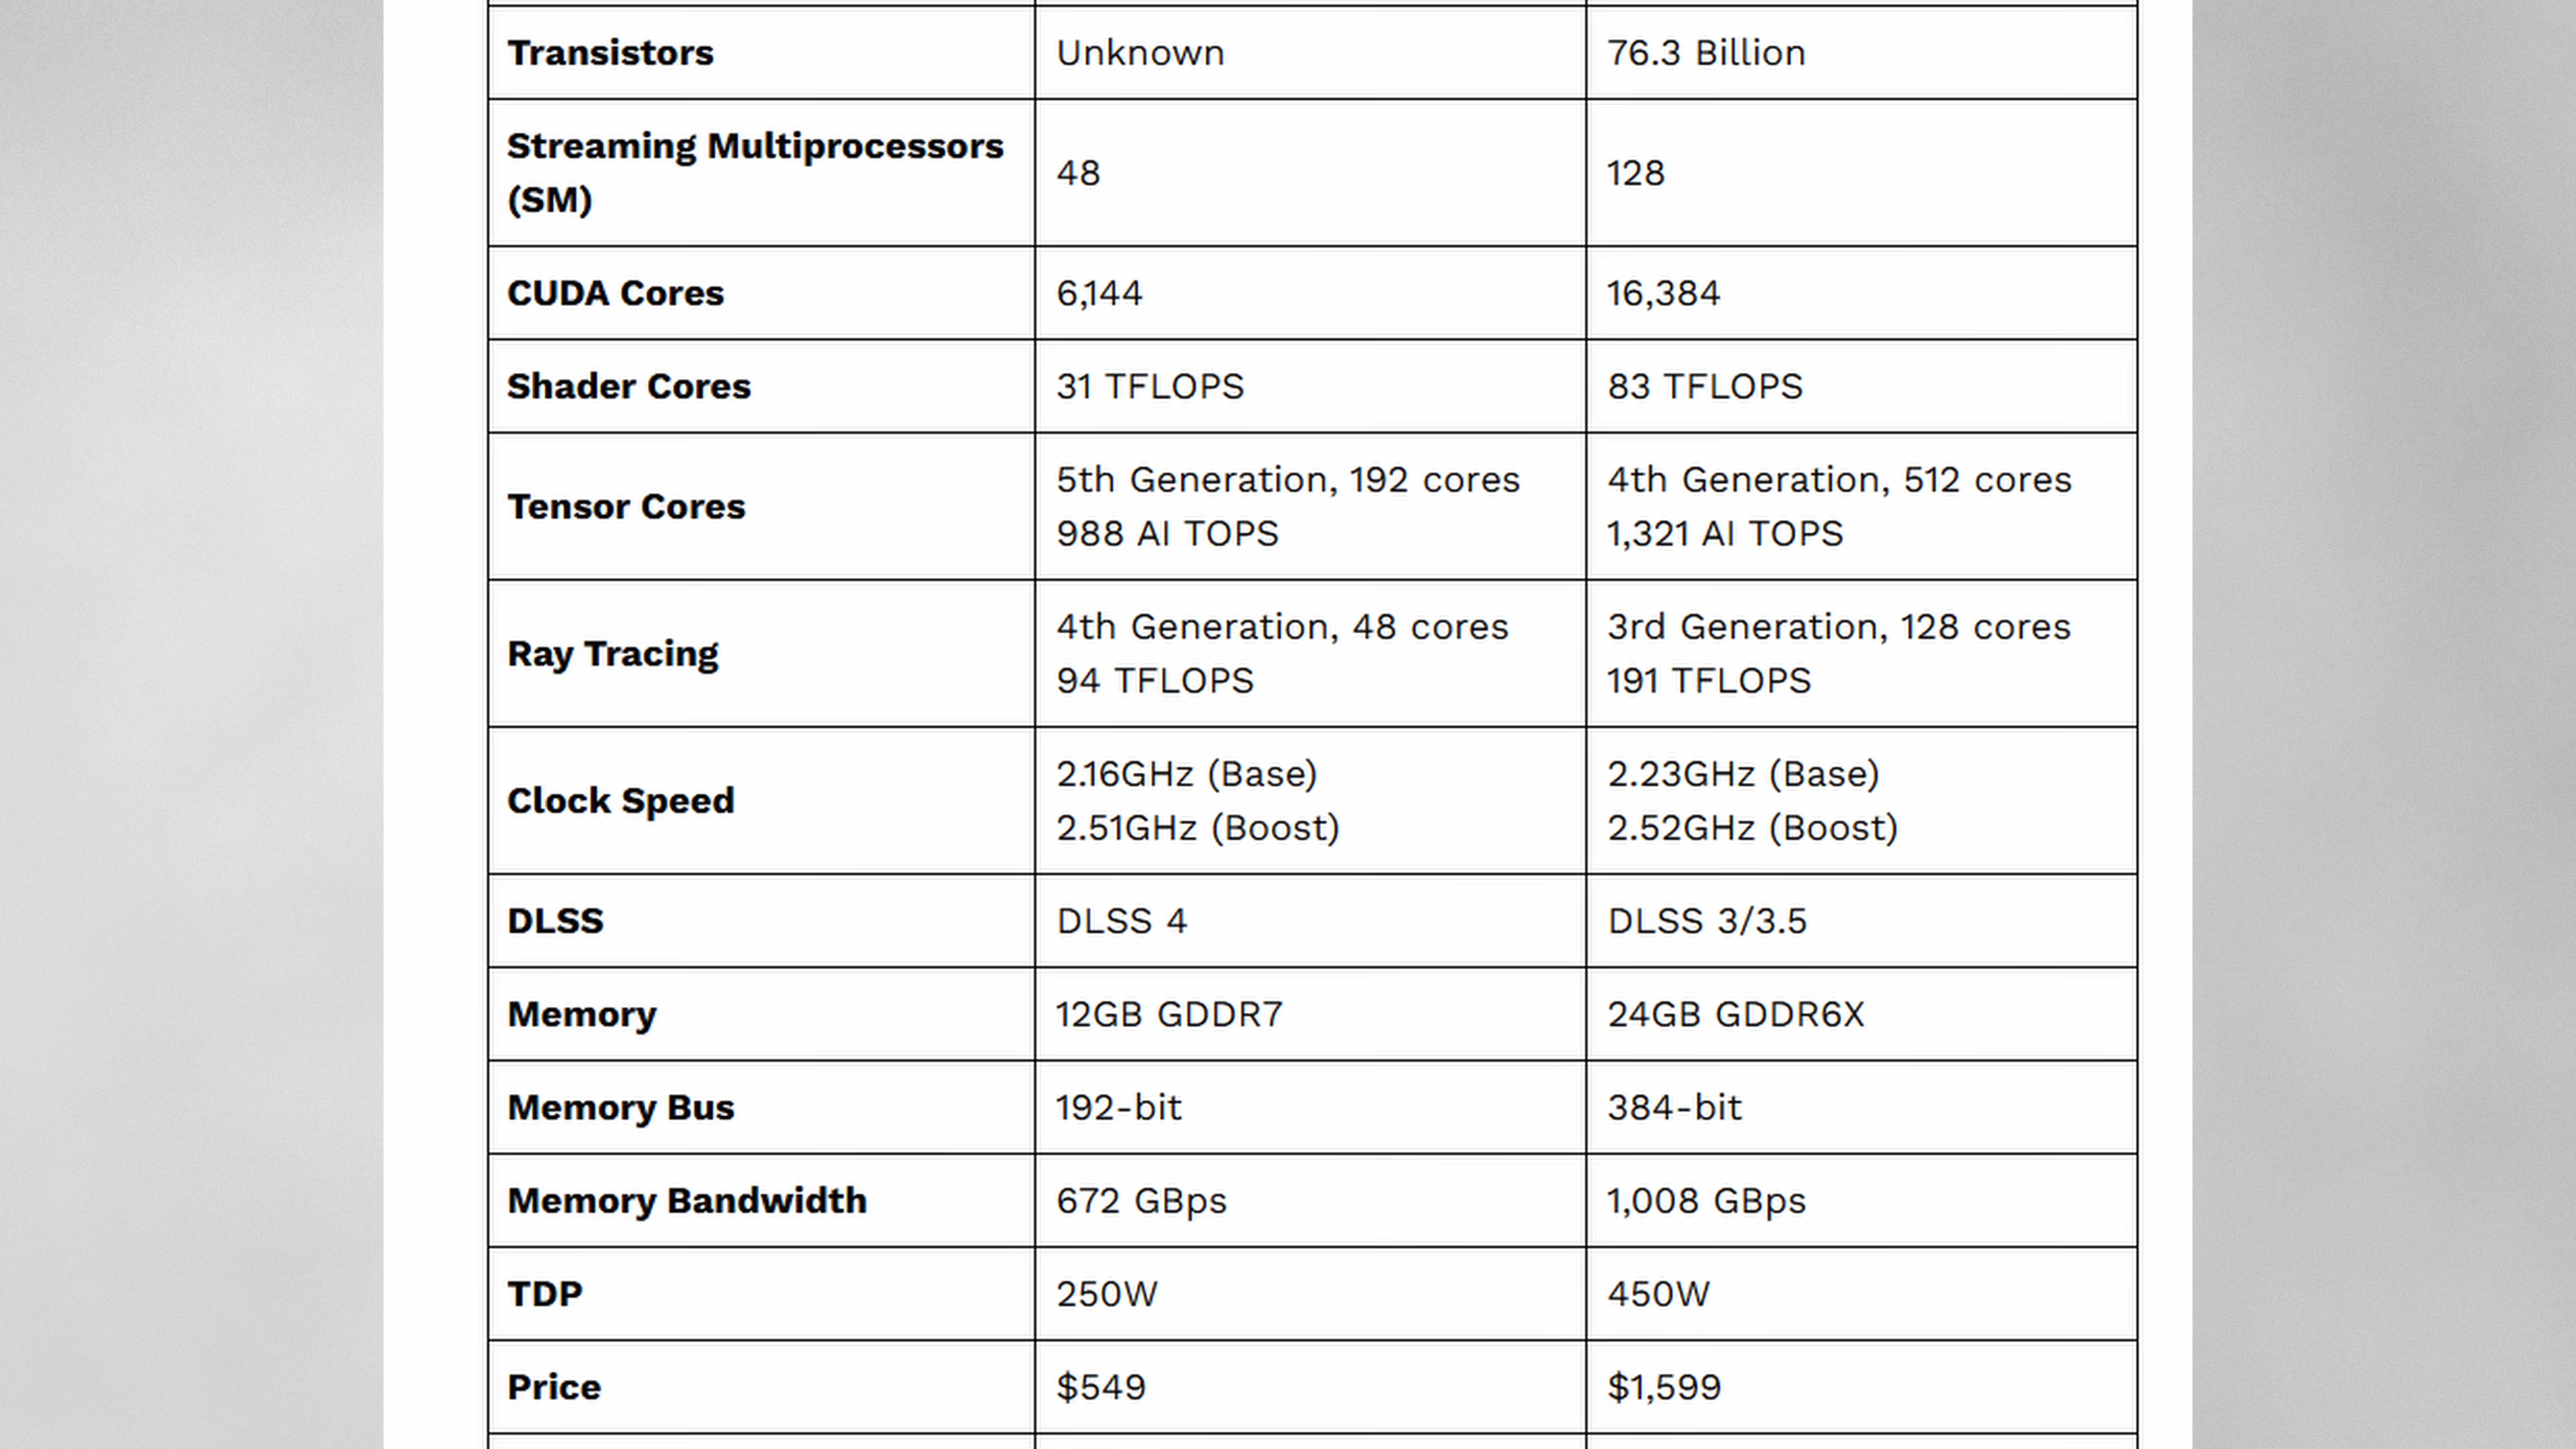 Transistors Unknown 76.3 Billion
Streaming Multiprocessors
(SM) 48 128
CUDA Cores 6,144 16,384
Shader Cores 31 TFLOPS 83 TFLOPS
Tensor Cores 5th Generation, 192 cores 4th Generation, 512 cores
988 AI TOPS 1,321 AI TOPS
Ray Tracing 4th Generation, 48 cores 3rd Generation, 128 cores
94 TFLOPS 191 TFLOPS
Clock Speed 2.16GHz (Base) 2.23GHz (Base)
2.51GHz (Boost) 2.52GHz (Boost)
DLSS DLSS 4 DLSS 3/3.5
Memory 12GB GDDR7 24GB GDDR6X
Memory Bus 192-bit 384-bit
Memory Bandwidth 672 GBps 1,008 GBps
TDP 250W 450W
Price $549 $1,599